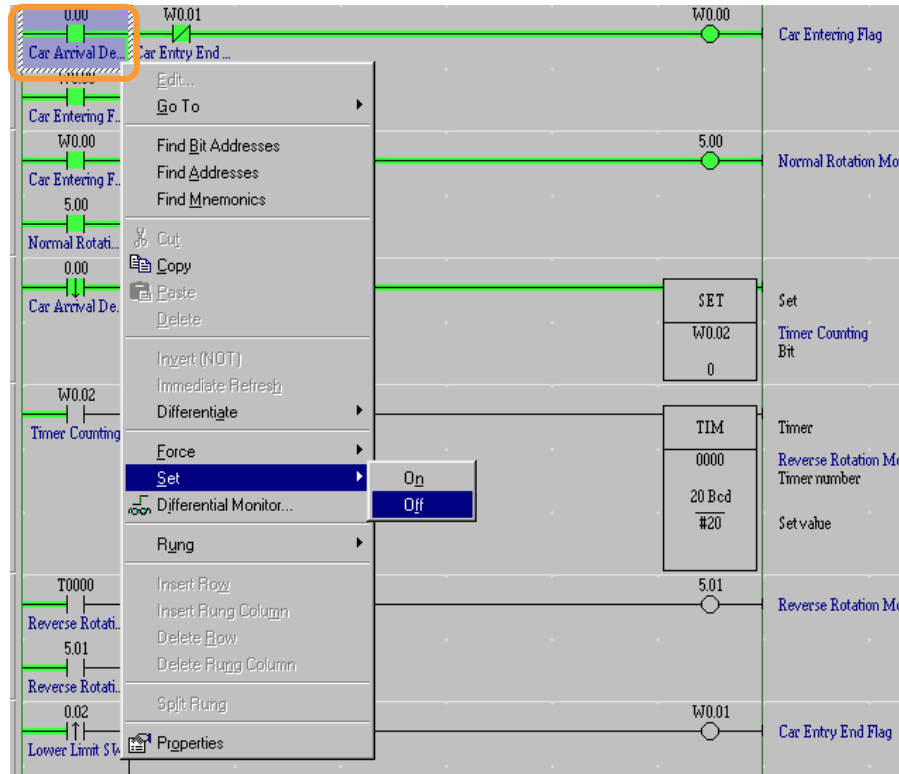 0.00 W0.01 W0.00
Car Arrival De... Car Entry End ... Car Entering Flag
W0.00
Edit...
Car Entering F..
Go To
W0.00 5.00
Find Bit Addresses
Car Entering F.. Normal Rotation Mo
Find Addresses
5.00
Find Mnemonics
Normal Rotati...
Cut
0.00
Copy
Car Arrival De.
Paste
SET Set
Delete
W0.02 Timer Counting
Bit
0
Invert (NOT)
Immediate Refresh
W0.02
Differentiate
Timer Counting
TIM Timer
Force
0000 Reverse Rotation Mo
Timer number
Set On
20 Bcd
Differential Monitor... Off
#20 Set value
Rung
T0000 5.01
Insert Row
Reverse Rotati.. Reverse Rotation Mo
Insert Rung Column
5.01
Delete Row
Delete Rung Column
Reverse Rotati..
Split Rung
0.02 W0.01
Lower Limit SW Car Entry End Flag
Properties